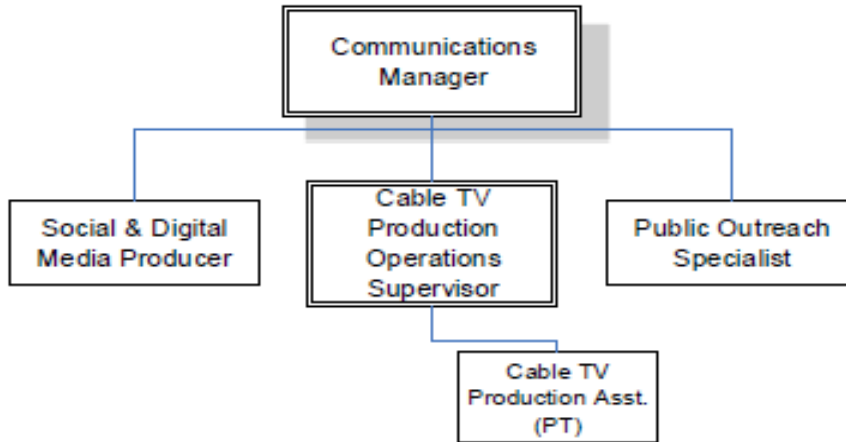 Communications
Manager
Social & Digital
Media Producer
Cable TV
Production
Operations
Supervisor
Public Outreach
Specialist
Cable TV
Production Asst.
(PT)